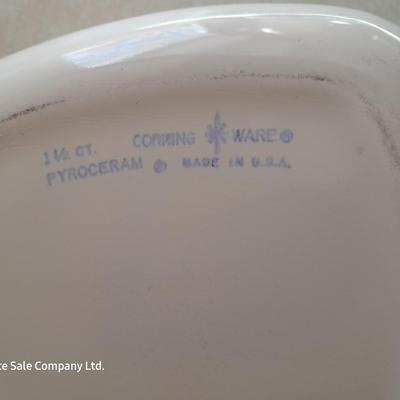 1½ QT. CORNING WARE®
PYROCERAM ® MADE IN U.S.A.
te Sale Company Ltd.